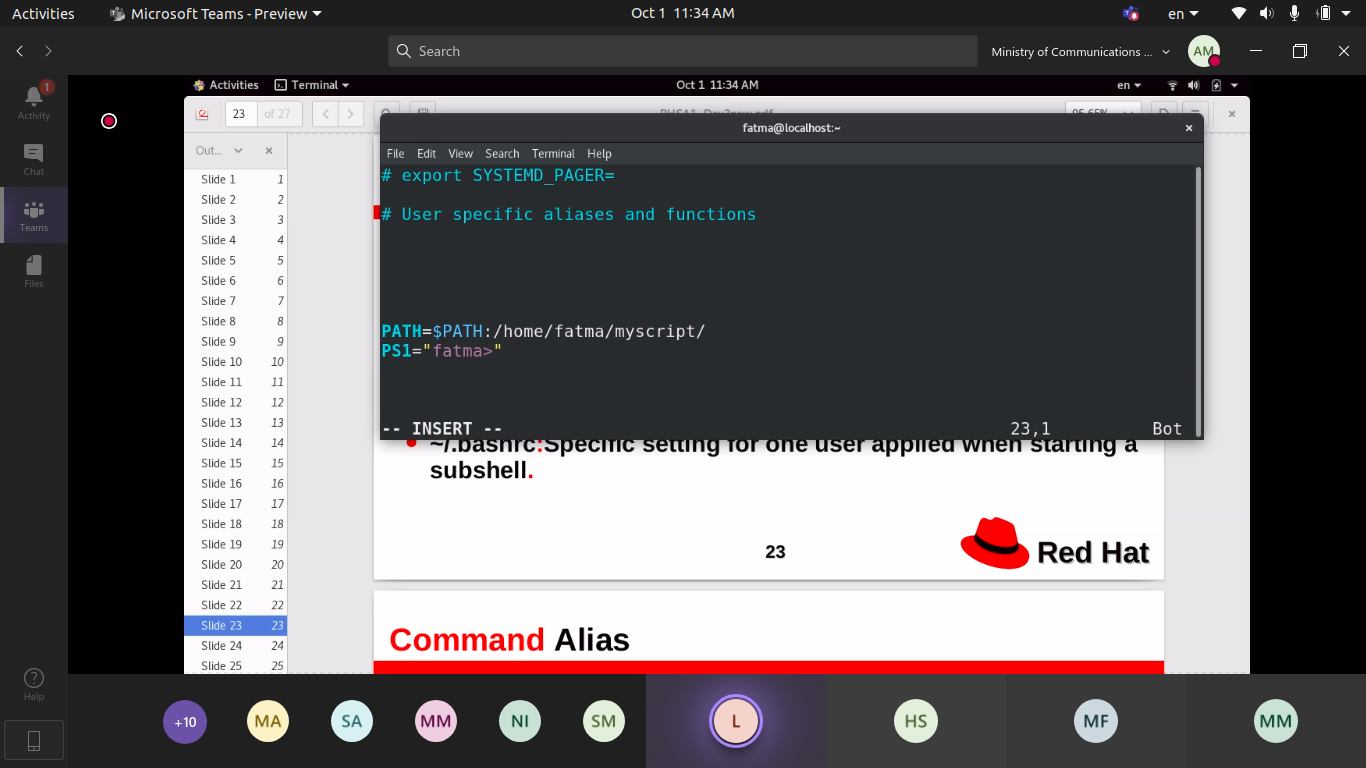 Activities
Microsoft Teams - Preview
Oct 1 11:34 AM
en
Search
Ministry of Communications ...
AM
1
Activity
Chat
Teams
Files
Help
Activities
Terminal
Oct 1 11:34 AM
en
23
of 27
95.65%
Out...
Slide 1 1
Slide 2 2
Slide 3 3
Slide 4 4
Slide 5 5
Slide 6 6
Slide 7 7
Slide 8 8
Slide 9 9
Slide 10 10
Slide 11 11
Slide 12 12
Slide 13 13
Slide 14 14
Slide 15 15
Slide 16 16
Slide 17 17
Slide 18 18
Slide 19 19
Slide 20 20
Slide 21 21
Slide 22 22
Slide 23 23
Slide 24 24
Slide 25 25
fatma@localhost:~
File Edit View Search Terminal Help
# export SYSTEMD_PAGER=
# User specific aliases and functions
PATH=$PATH:/home/fatma/myscript/
PS1="fatma>"
-- INSERT -- 23,1 Bot
~/.bashrc:Specific setting for one user applied when starting a
subshell.
23
Red Hat
Command Alias
+10
MA
SA
MM
NI
SM
L
HS
MF
MM